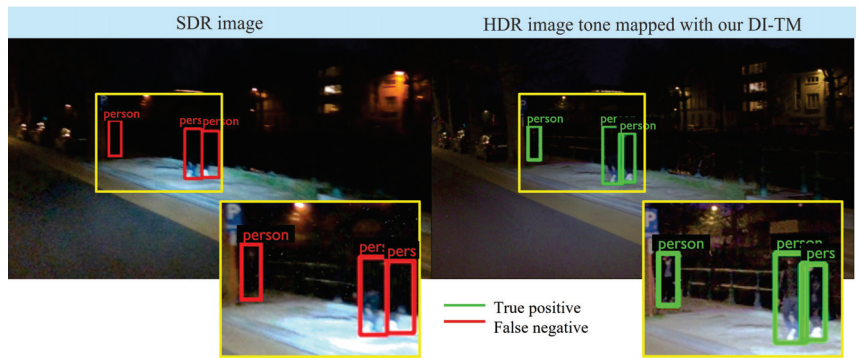 SDR image
HDR image tone mapped with our DI-TM
person
pers person
person
pers
person
person
pers
person
person
pers
P
P
True positive
False negative